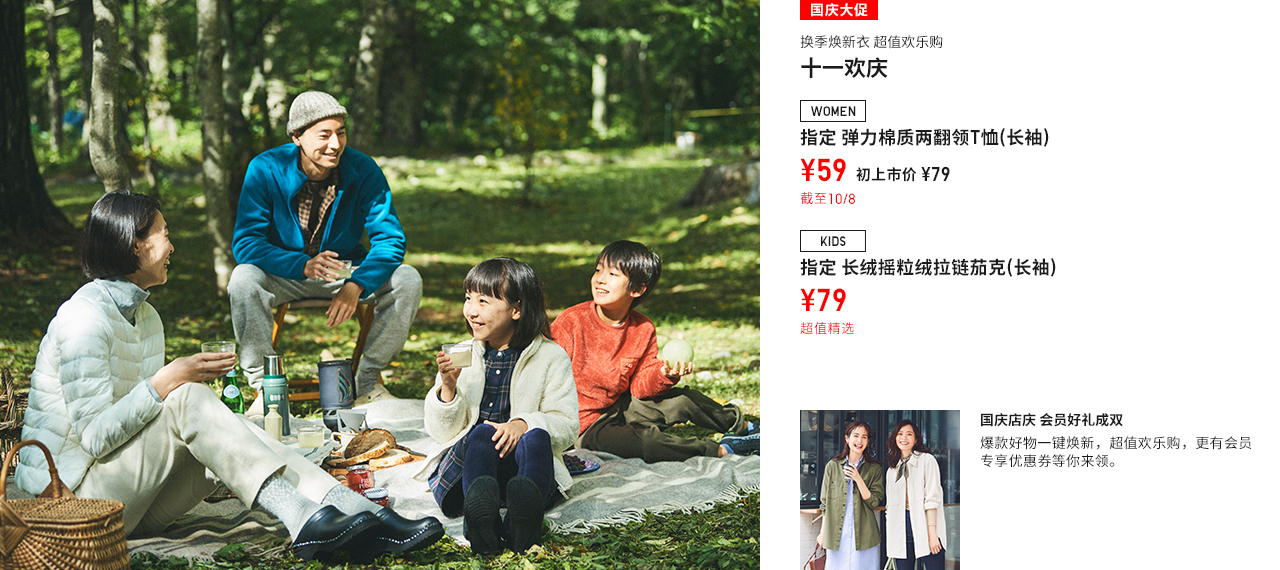 国庆大促
换季焕新衣 超值欢乐购
十一欢庆
WOMEN
指定 弹力棉质两翻领T恤(长袖)
¥59 初上市价 ¥79
截至10/8
KIDS
指定 长绒摇粒绒拉链茄克(长袖)
¥79
超值精选
国庆店庆 会员好礼成双
爆款好物一键焕新，超值欢乐购，更有会员
专享优惠券等你来领。